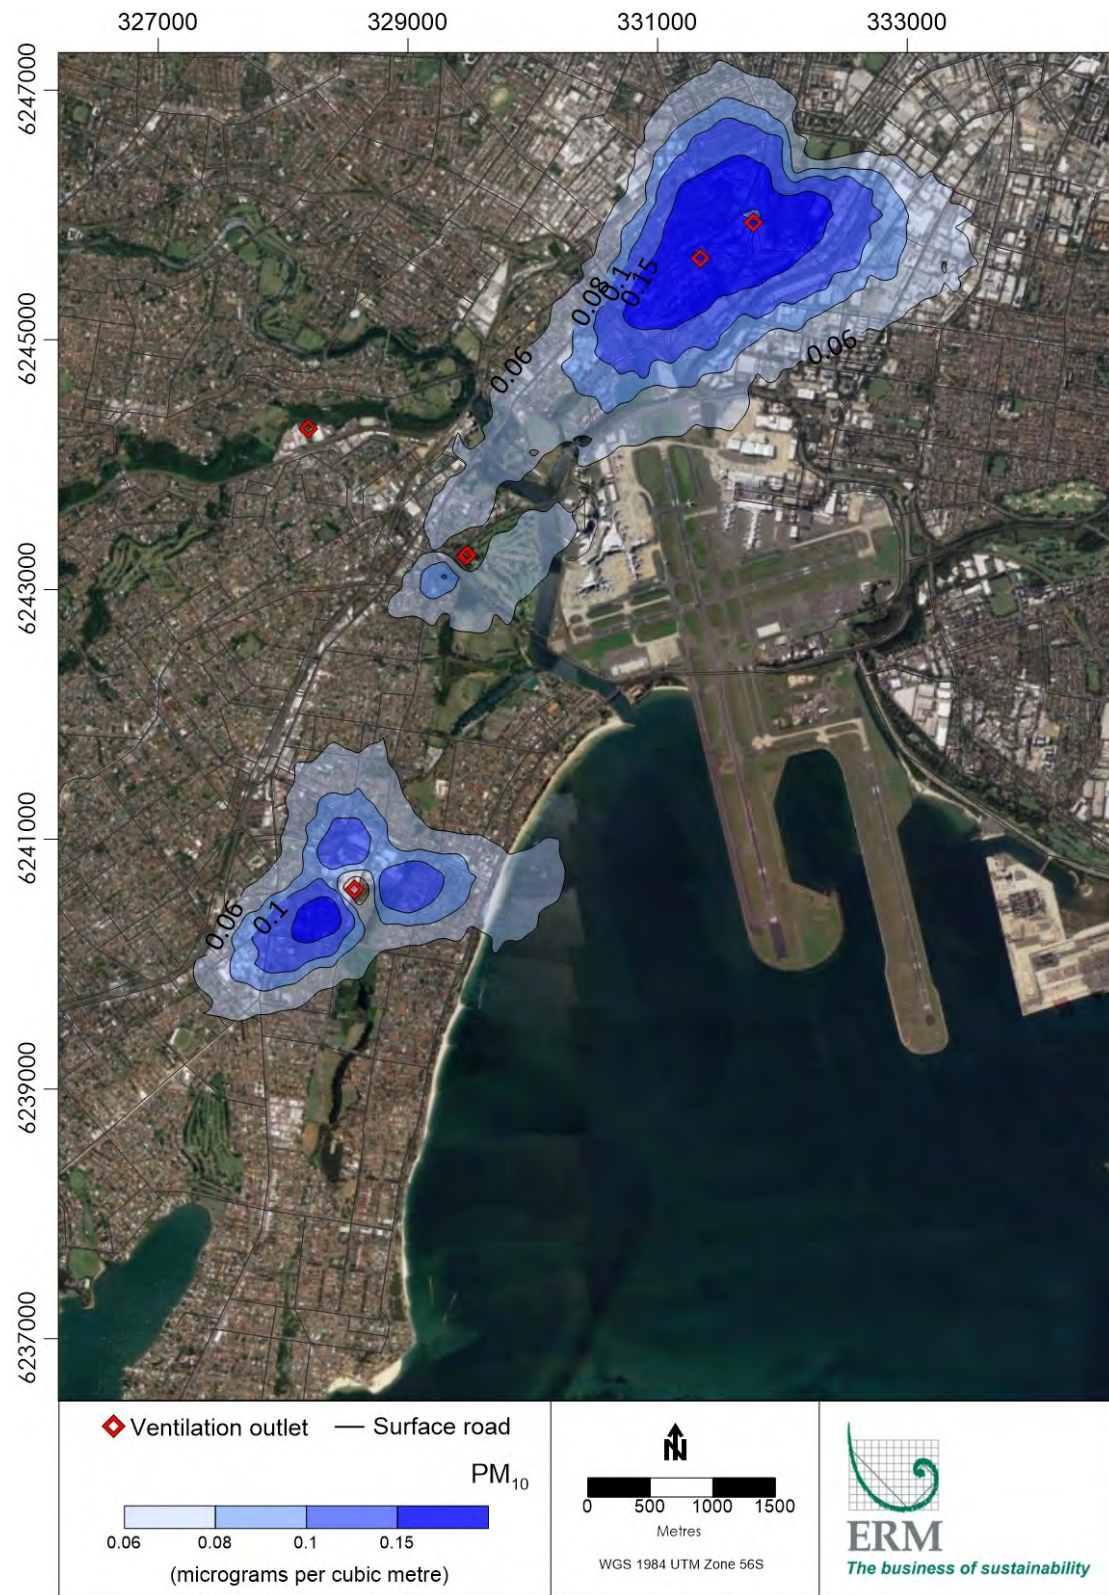 327000 329000 331000 333000
6247000
6245000
6243000
6241000
6239000
6237000
0.08
0.1
0.15
0.06
0.06
0.06
0.1
Ventilation outlet
Surface road
PM10
0.06 0.08 0.1 0.15
(micrograms per cubic metre)
N
0 500 1000 1500
Metres
WGS 1984 UTM Zone 56S
ERM
The business of sustainability